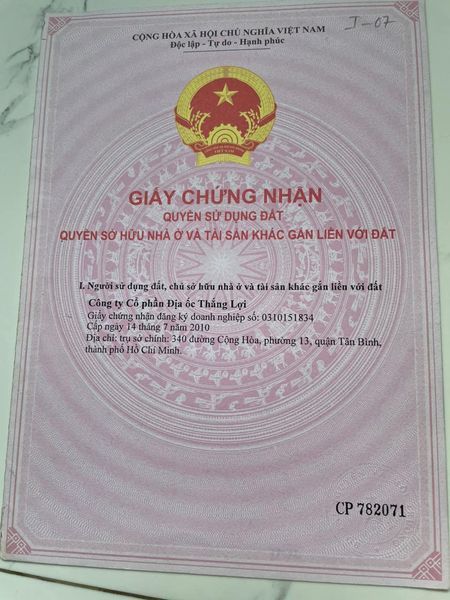 I-07
CỘNG HÒA XÃ HỘI CHỦ NGHĨA VIỆT NAM
Độc lập - Tự do - Hạnh phúc
VIỆT NAM
GIẤY CHỨNG NHẬN
QUYỀN SỬ DỤNG ĐẤT
QUYỀN SỞ HỮU NHÀ Ở VÀ TÀI SẢN KHÁC GẮN LIỀN VỚI ĐẤT
I. Người sử dụng đất, chủ sở hữu nhà ở và tài sản khác gắn liền với đất
Công ty Cổ phần Địa ốc Thắng Lợi
Giấy chứng nhận đăng ký doanh nghiệp số: 0310151834
Cấp ngày 14 tháng 7 năm 2010
Địa chỉ: trụ sở chính: 340 đường Cộng Hòa, phường 13, quận Tân Bình,
thành phố Hồ Chí Minh.
CP 782071